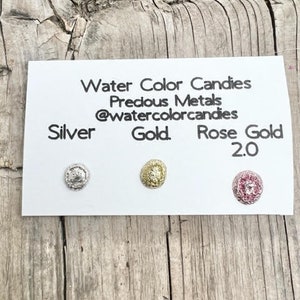 Water Color Candies
Precious Metals
@watercolorcandies
Silver Gold. Rose Gold
2.0